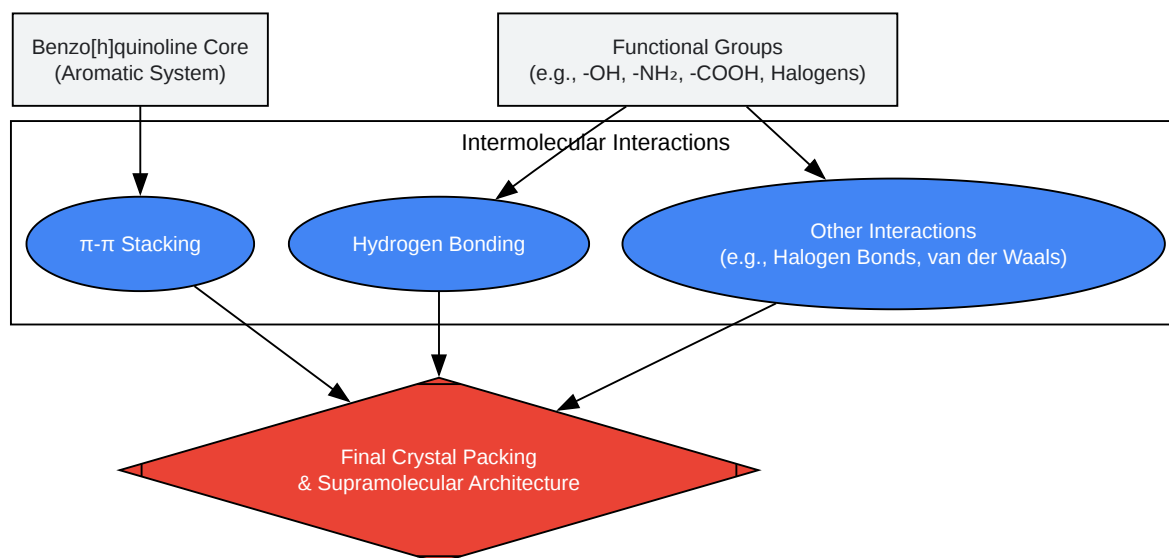 Benzo[h]quinoline Core
(Aromatic System)
Functional Groups
(e.g., -OH, -NH₂, -COOH, Halogens)
Intermolecular Interactions
π-π Stacking
Hydrogen Bonding
Other Interactions
(e.g., Halogen Bonds, van der Waals)
Final Crystal Packing
& Supramolecular Architecture